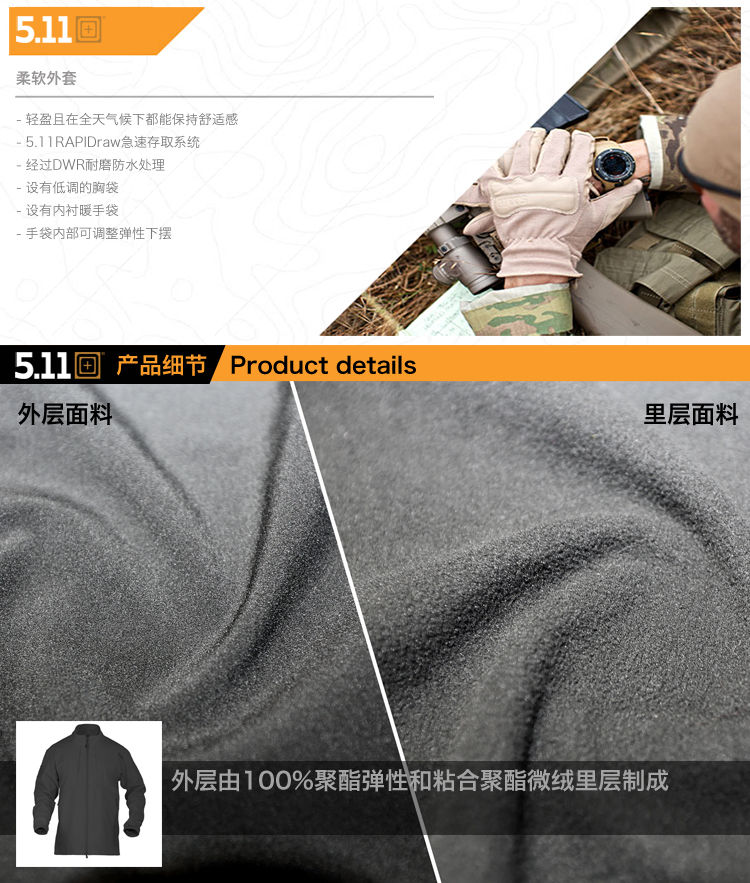 5.11
柔软外套
- 轻盈且在全天气候下都能保持舒适感
- 5.11RAPIDraw急速存取系统
- 经过DWR耐磨防水处理
- 设有低调的胸袋
- 设有内衬暖手袋
- 手袋内部可调整弹性下摆
5.11 产品细节 Product details
外层面料
里层面料
外层由100%聚酯弹性和粘合聚酯微绒里层制成